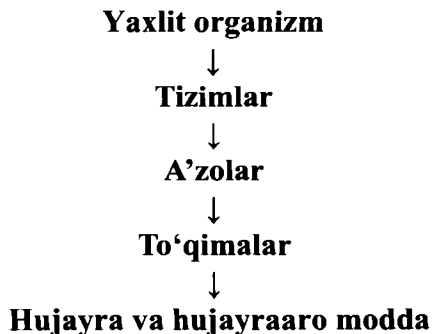 Yaxlit organizm
↓
Tizimlar
↓
A’zolar
↓
To‘qimalar
↓
Hujayra va hujayraaro modda